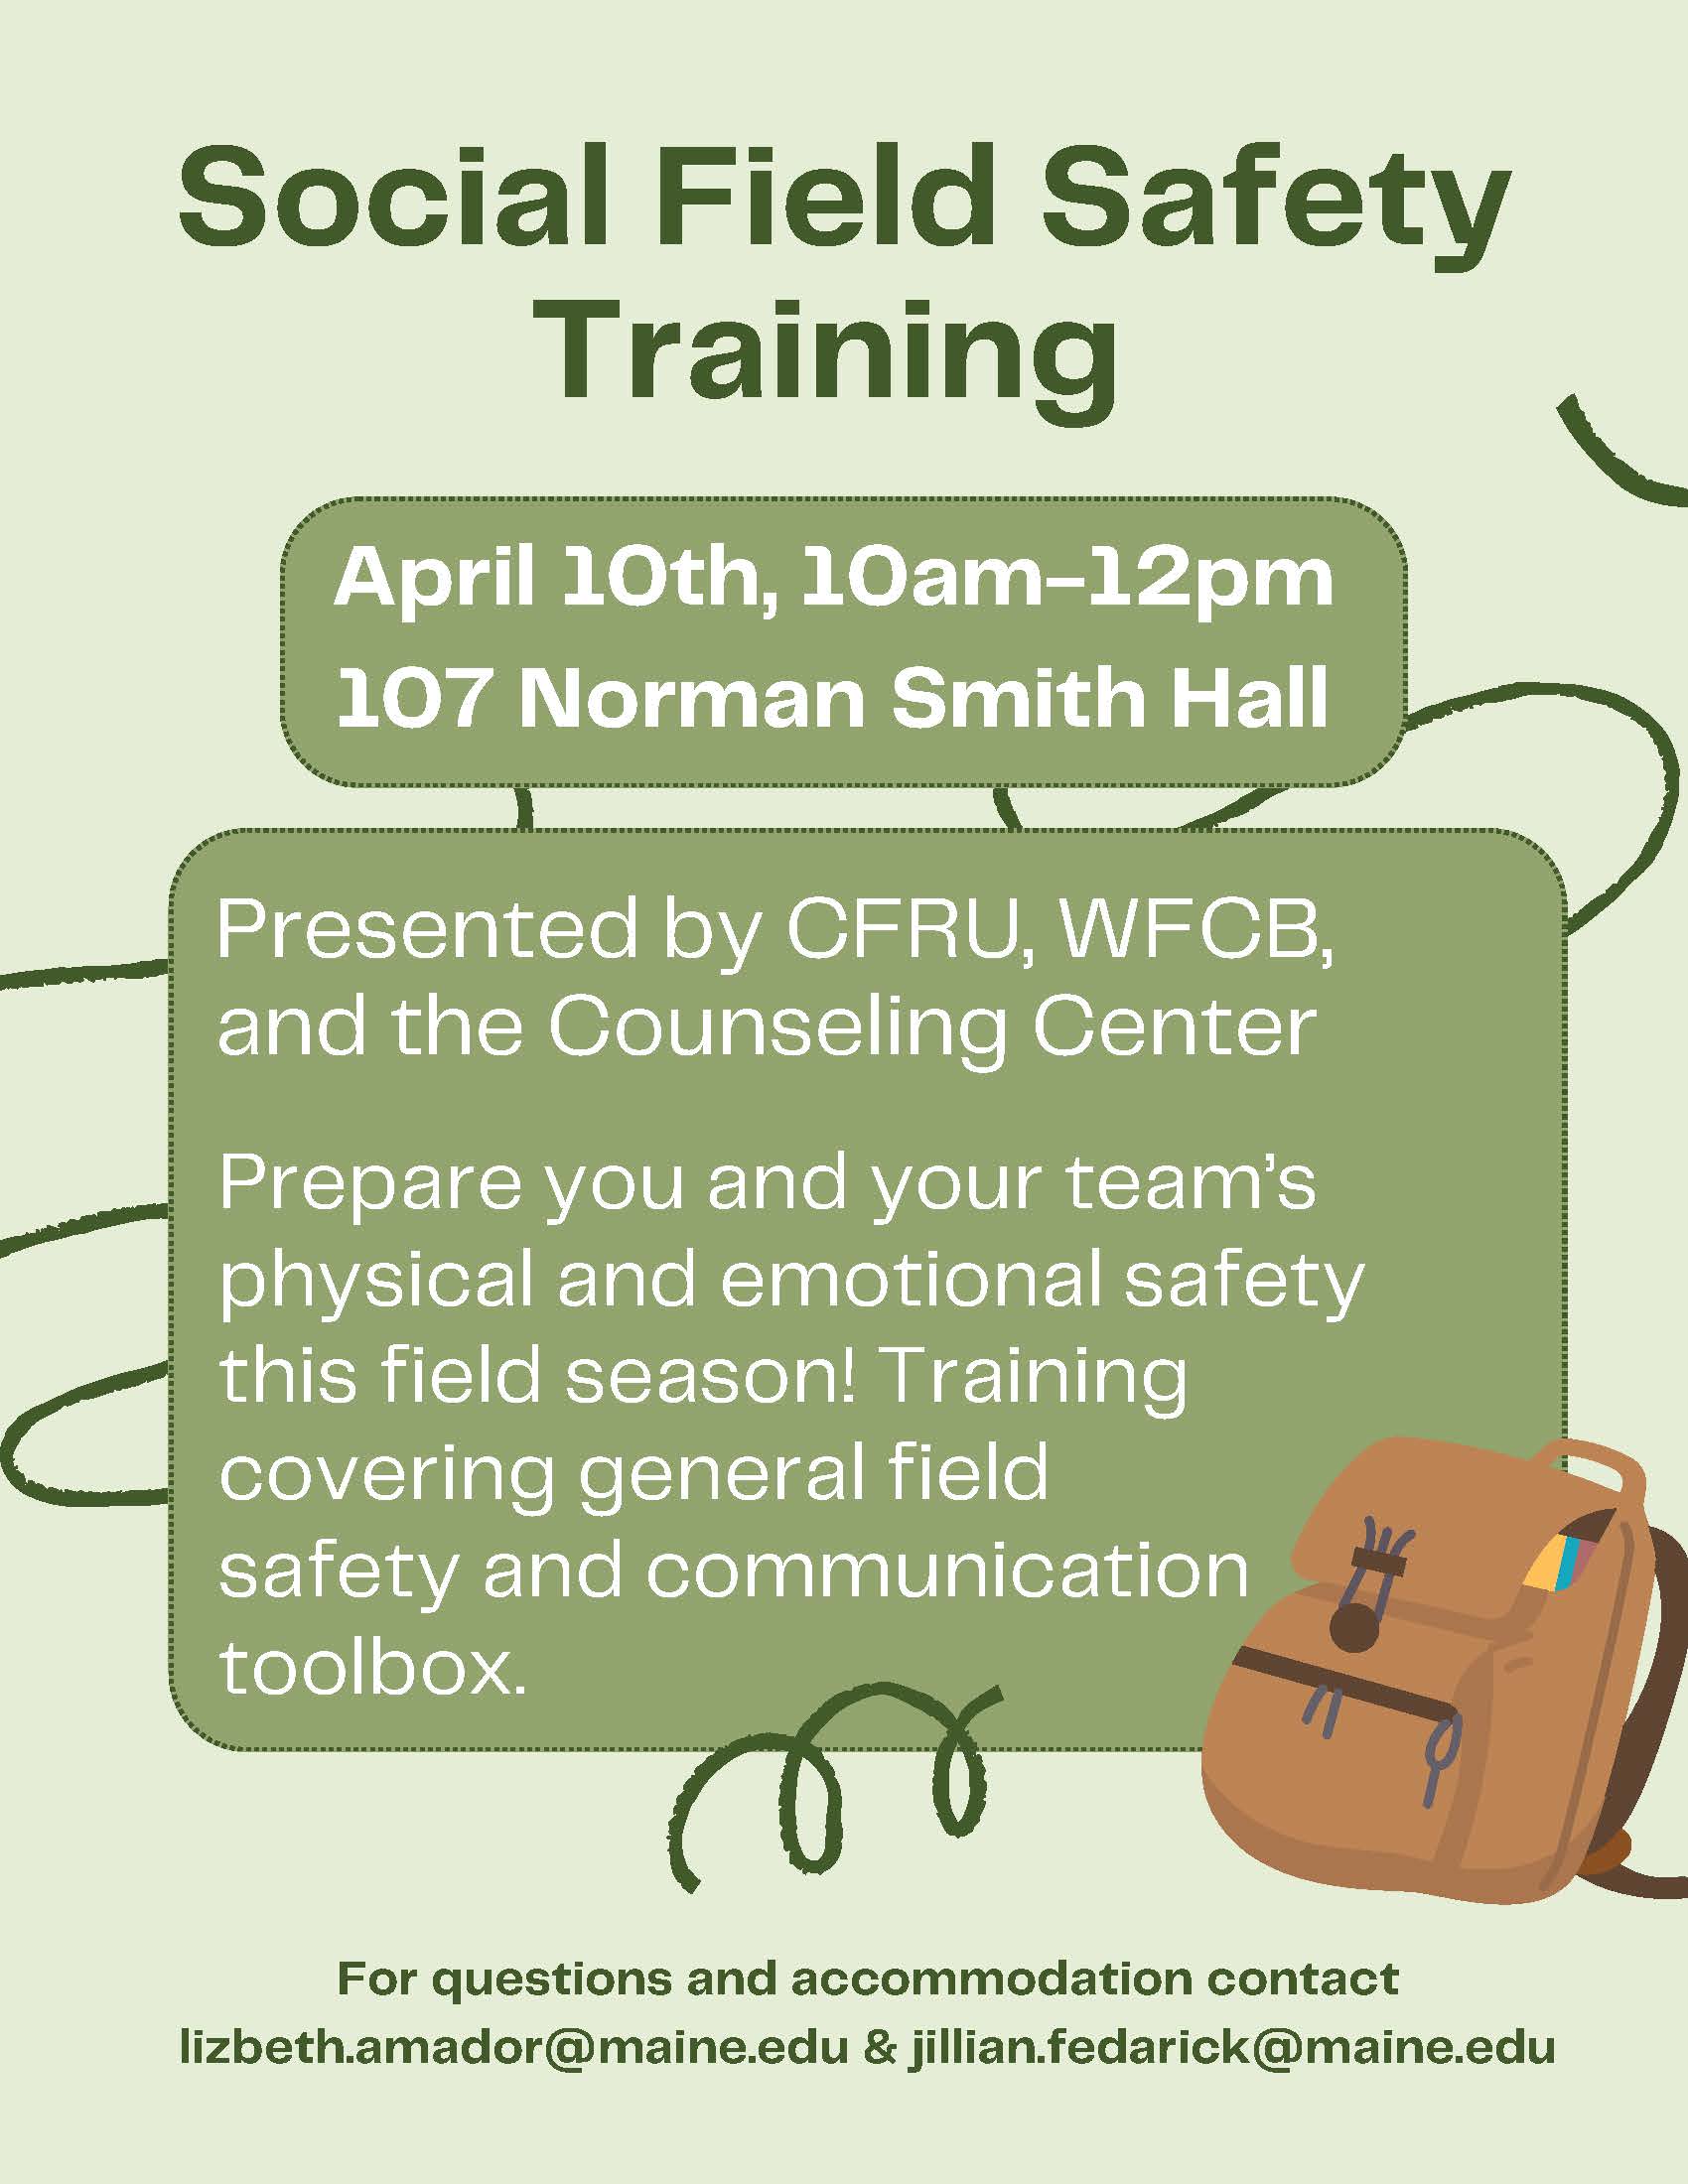 Social Field Safety
Training
April 10th, 10am–12pm
107 Norman Smith Hall
Presented by CFRU, WFCB,
and the Counseling Center
Prepare you and your team’s
physical and emotional safety
this field season! Training
covering general field
safety and communication
toolbox.
For questions and accommodation contact
lizbeth.amador@maine.edu & jillian.fedarick@maine.edu